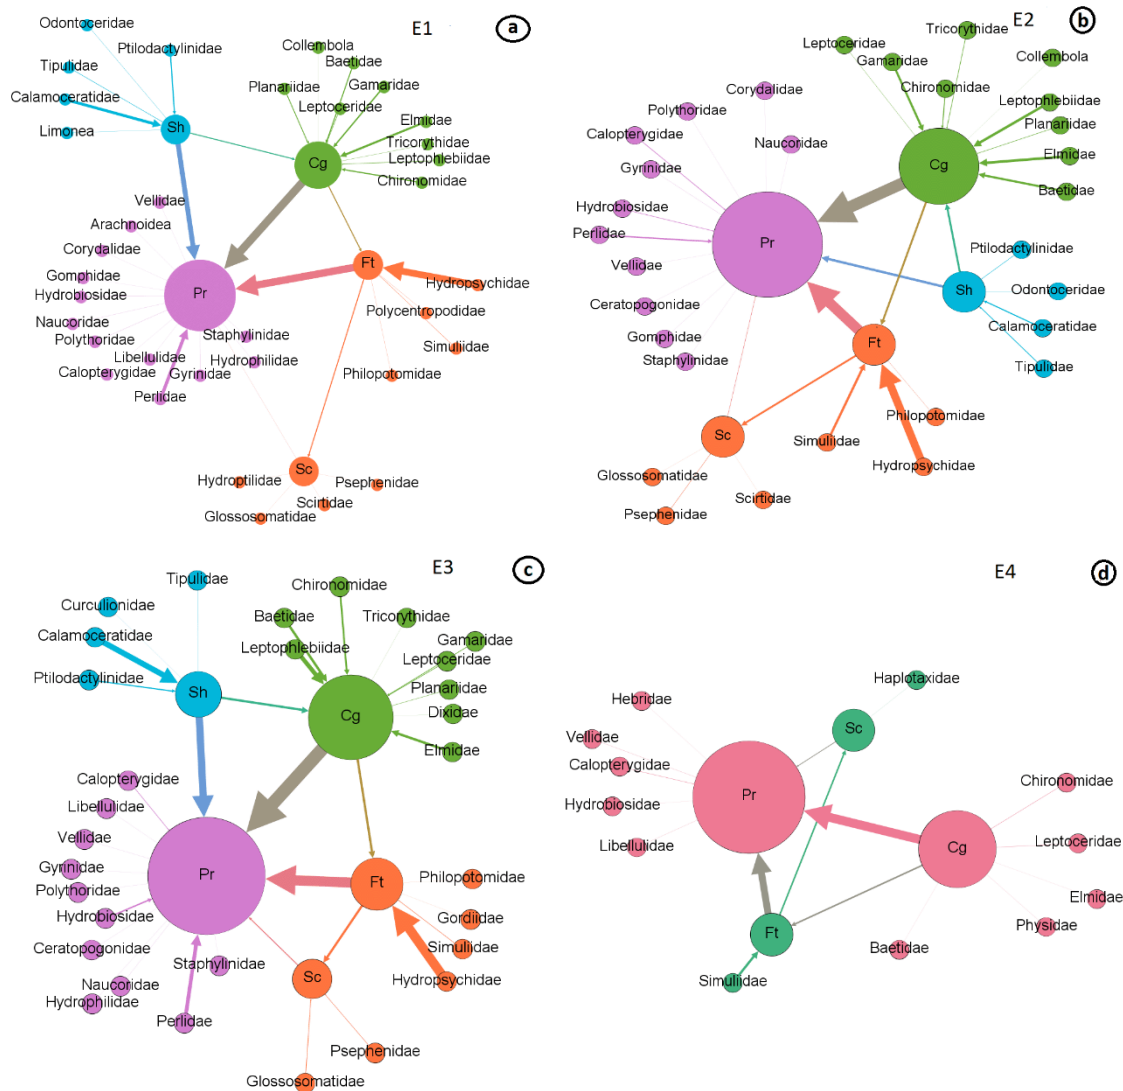 E1
a
Odontoceridae
Ptilodactylinidae
Tipulidae
Calamoceratidae
Limonea
Sh
Collembola
Baetidae
Planariidae
Gamaridae
Leptoceridae
Elmidae
Tricorythidae
Leptophlebiidae
Chironomidae
Cg
Vellidae
Arachnoidea
Corydalidae
Gomphidae
Hydrobiosidae
Naucoridae
Polythoridae
Libellulidae
Calopterygidae
Perlidae
Gyrinidae
Staphylinidae
Hydrophilidae
Pr
Ft
Hydropsychidae
Polycentropodidae
Simuliidae
Philopotomidae
Sc
Hydroptilidae
Psephenidae
Scirtidae
Glossosomatidae
E2
b
Tricorythidae
Leptoceridae
Gamaridae
Collembola
Chironomidae
Leptophlebiidae
Planariidae
Elmidae
Baetidae
Cg
Corydalidae
Polythoridae
Naucoridae
Calopterygidae
Gyrinidae
Hydrobiosidae
Perlidae
Vellidae
Ceratopogonidae
Gomphidae
Staphylinidae
Pr
Ptilodactylinidae
Odontoceridae
Calamoceratidae
Tipulidae
Sh
Ft
Philopotomidae
Simuliidae
Hydropsychidae
Sc
Glossosomatidae
Scirtidae
Psephenidae
E3
c
Tipulidae
Curculionidae
Calamoceratidae
Ptilodactylinidae
Sh
Chironomidae
Baetidae
Tricorythidae
Leptophlebiidae
Gamaridae
Leptoceridae
Planariidae
Dixidae
Elmidae
Cg
Calopterygidae
Libellulidae
Vellidae
Gyrinidae
Polythoridae
Hydrobiosidae
Ceratopogonidae
Staphylinidae
Naucoridae
Hydrophilidae
Perlidae
Pr
Ft
Philopotomidae
Gordiidae
Simuliidae
Hydropsychidae
Sc
Psephenidae
Glossosomatidae
E4
d
Haplotaxidae
Hebridae
Sc
Vellidae
Calopterygidae
Hydrobiosidae
Libellulidae
Pr
Chironomidae
Leptoceridae
Elmidae
Physidae
Baetidae
Cg
Ft
Simuliidae